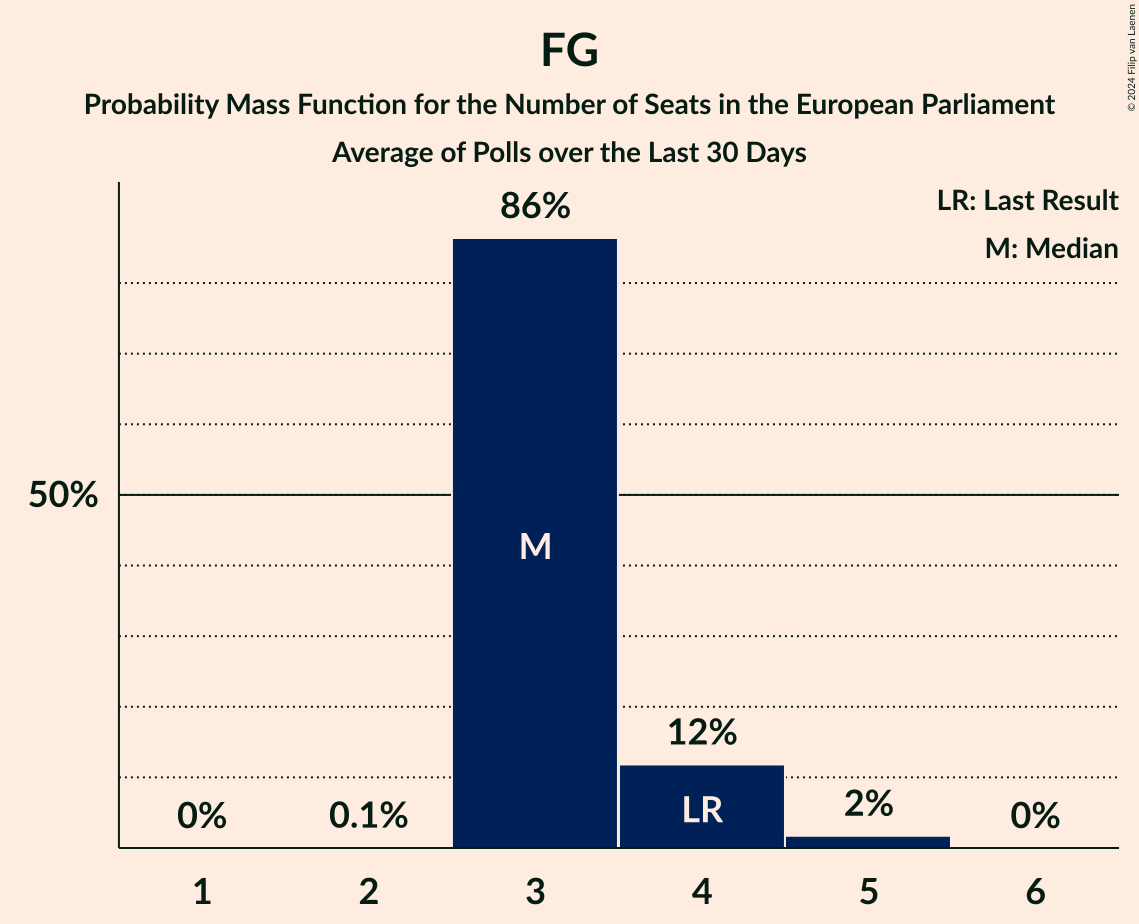 FG
Probability Mass Function for the Number of Seats in the European Parliament
Average of Polls over the Last 30 Days
© 2024 Filip van Laenen
LR: Last Result
M: Median
86%
50%
M
12%
LR
0%
0.1%
2%
0%
1 2 3 4 5 6